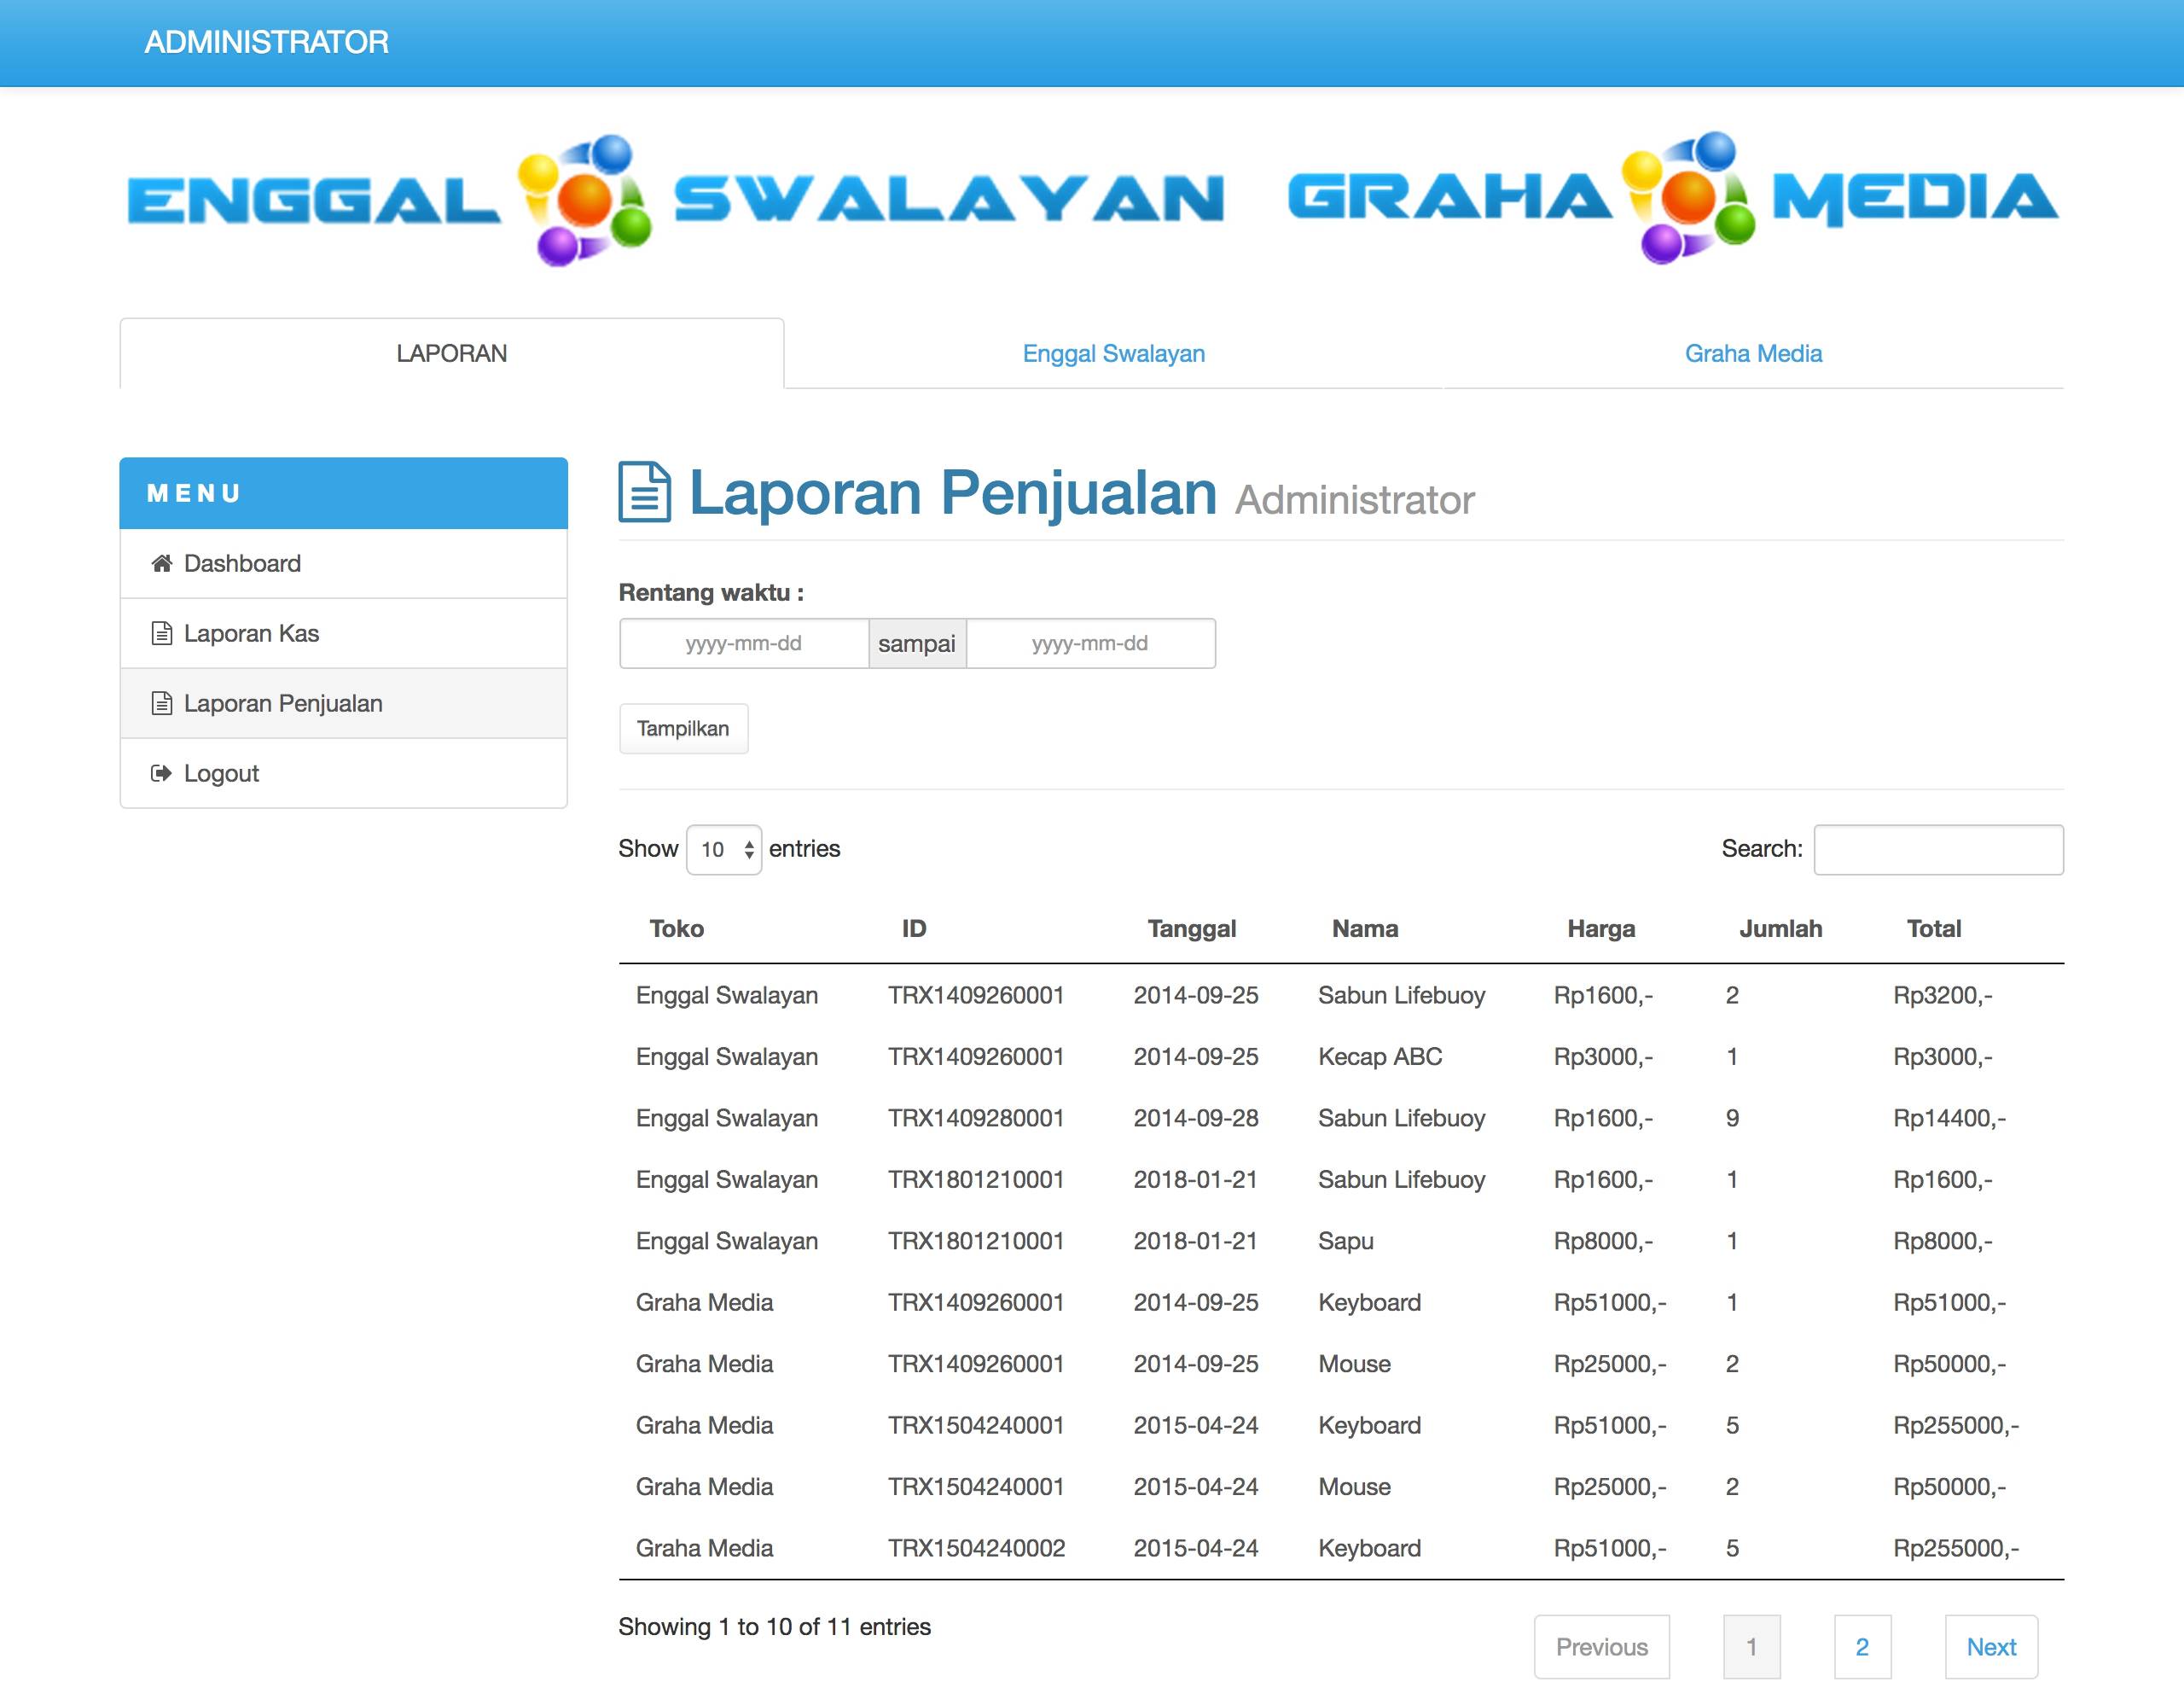 ADMINISTRATOR
ENGGAL SWALAYAN GRAHA MEDIA
LAPORAN Enggal Swalayan Graha Media
MENU
Dashboard
Laporan Kas
Laporan Penjualan
Logout
Laporan Penjualan Administrator
Rentang waktu :
yyyy-mm-dd sampai yyyy-mm-dd
Tampilkan
Show 10 entries Search:
Toko ID Tanggal Nama Harga Jumlah Total
Enggal Swalayan TRX1409260001 2014-09-25 Sabun Lifebuoy Rp1600,- 2 Rp3200,-
Enggal Swalayan TRX1409260001 2014-09-25 Kecap ABC Rp3000,- 1 Rp3000,-
Enggal Swalayan TRX1409280001 2014-09-28 Sabun Lifebuoy Rp1600,- 9 Rp14400,-
Enggal Swalayan TRX1801210001 2018-01-21 Sabun Lifebuoy Rp1600,- 1 Rp1600,-
Enggal Swalayan TRX1801210001 2018-01-21 Sapu Rp8000,- 1 Rp8000,-
Graha Media TRX1409260001 2014-09-25 Keyboard Rp51000,- 1 Rp51000,-
Graha Media TRX1409260001 2014-09-25 Mouse Rp25000,- 2 Rp50000,-
Graha Media TRX1504240001 2015-04-24 Keyboard Rp51000,- 5 Rp255000,-
Graha Media TRX1504240001 2015-04-24 Mouse Rp25000,- 2 Rp50000,-
Graha Media TRX1504240002 2015-04-24 Keyboard Rp51000,- 5 Rp255000,-
Showing 1 to 10 of 11 entries
Previous 1 2 Next